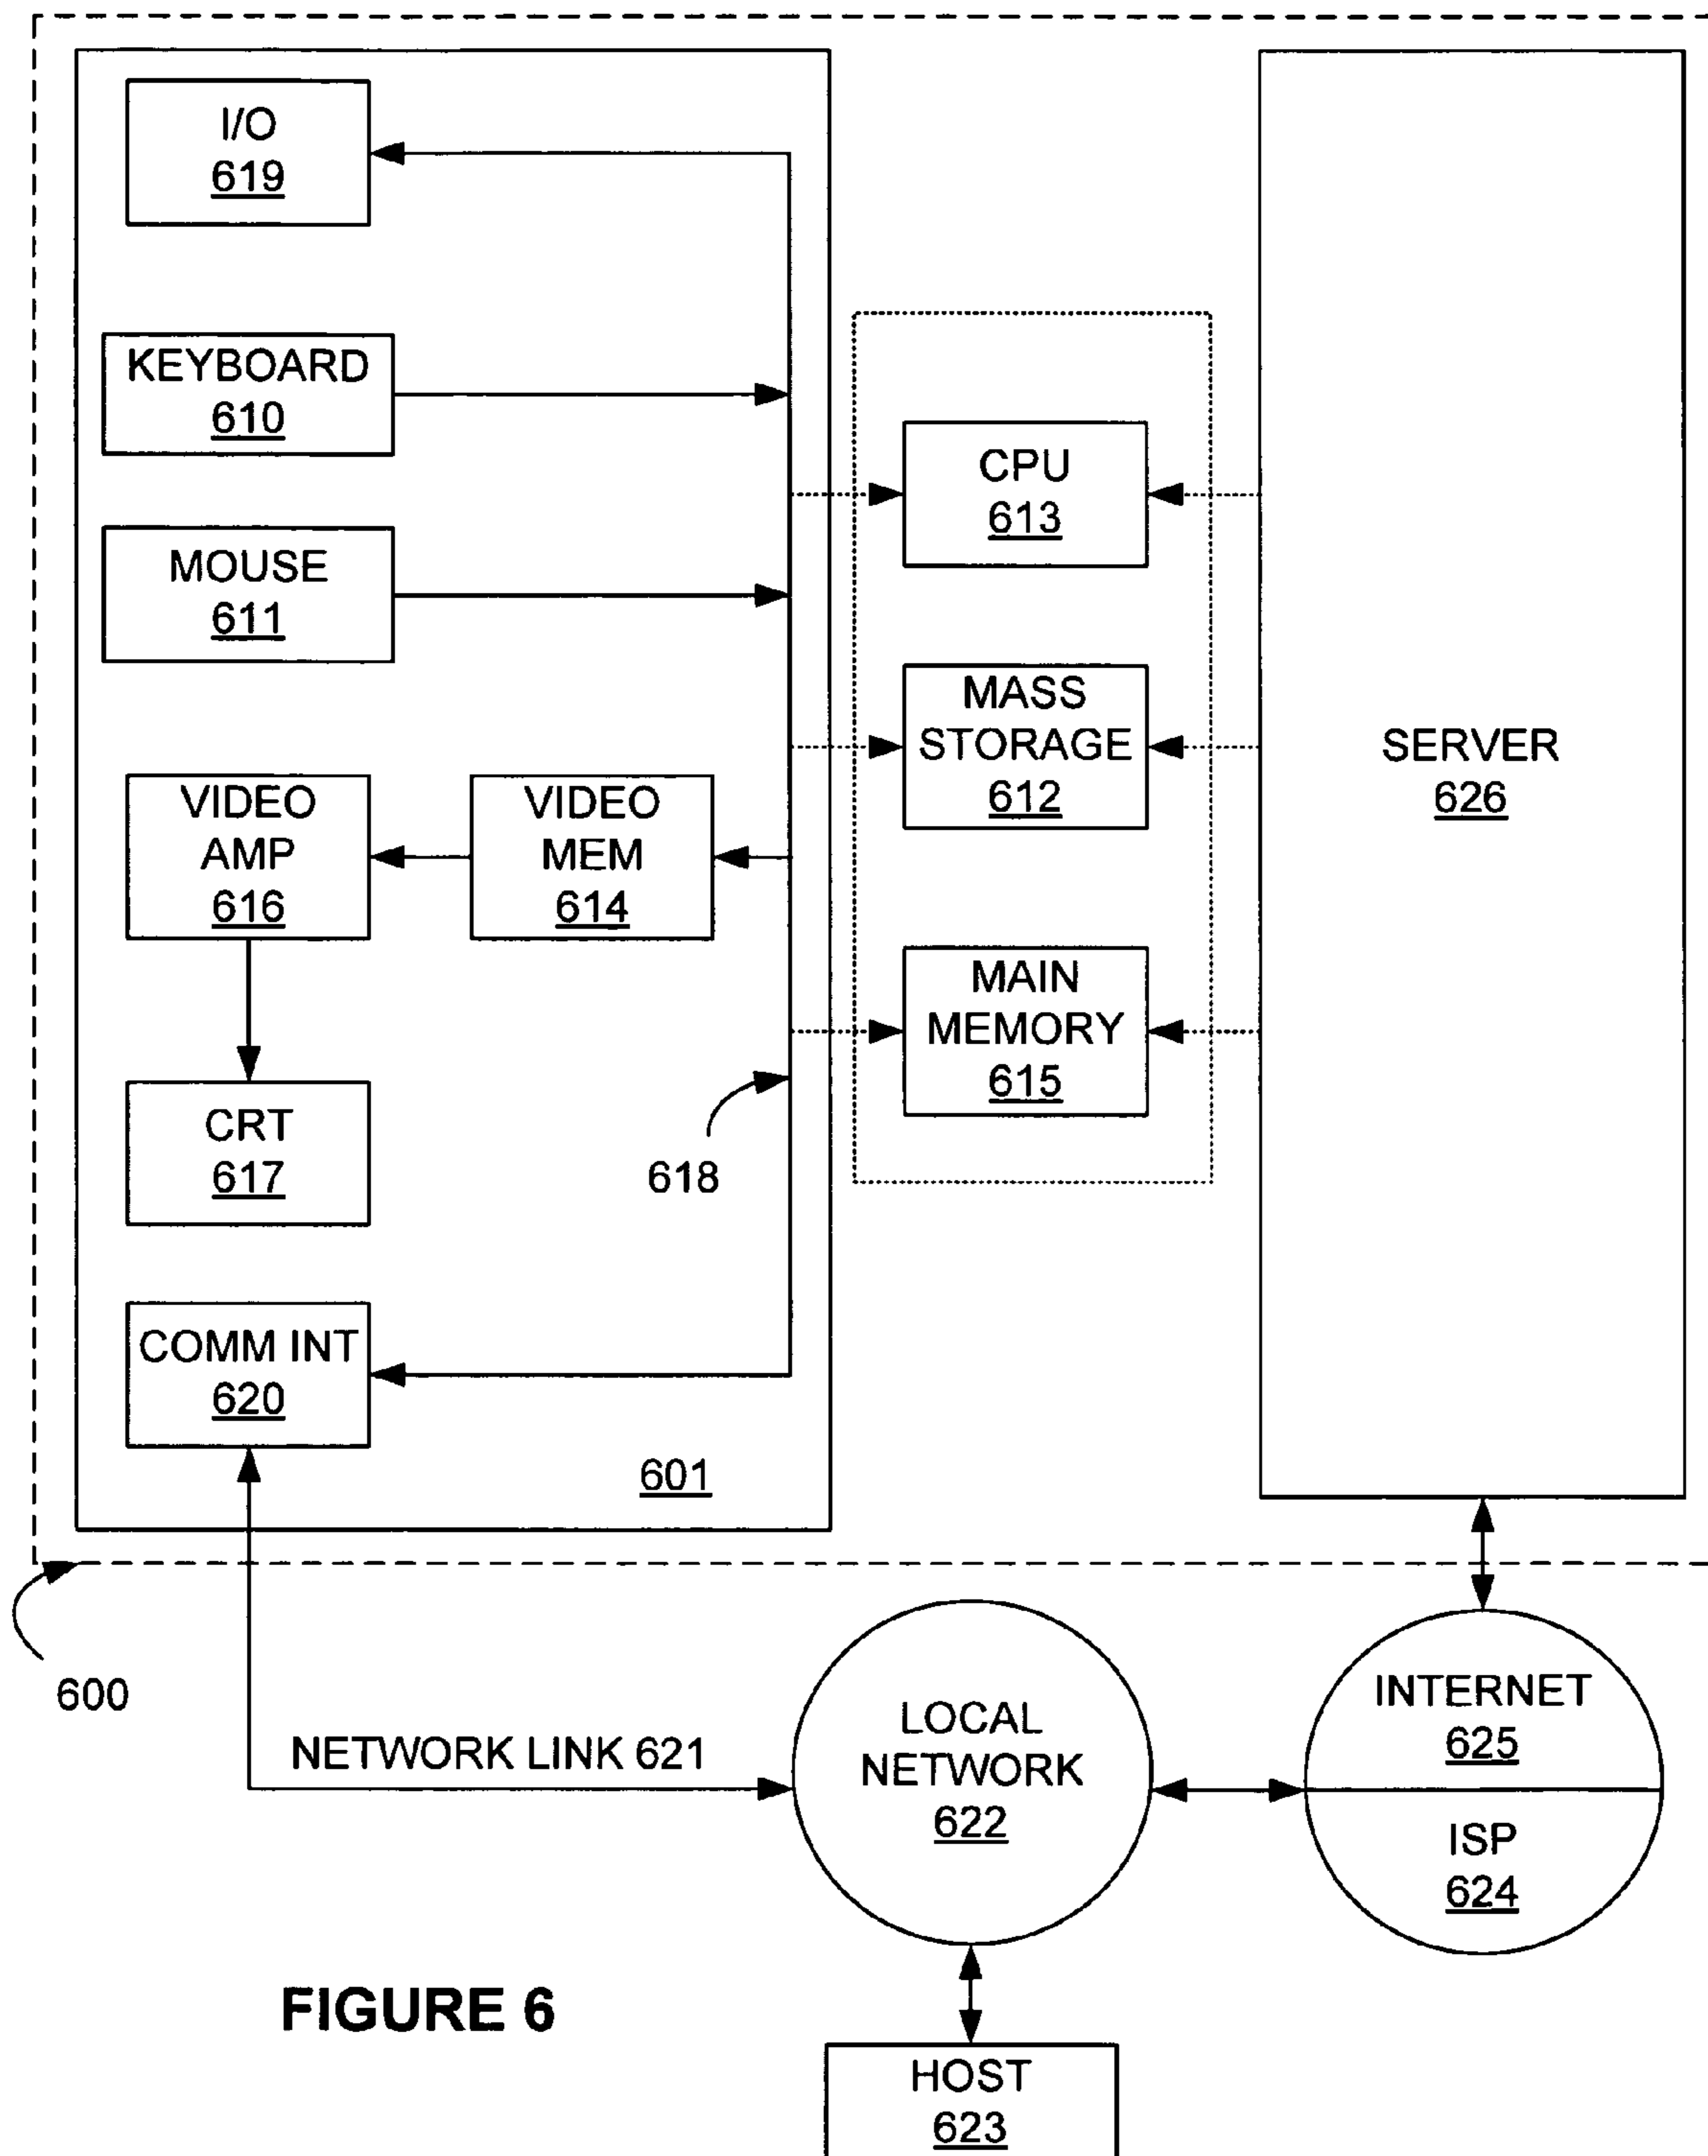 I/O
619
KEYBOARD
610
MOUSE
611
VIDEO
AMP
616
VIDEO
MEM
614
CRT
617
618
COMM INT
620
601
CPU
613
MASS
STORAGE
612
MAIN
MEMORY
615
SERVER
626
600
NETWORK LINK 621
LOCAL
NETWORK
622
INTERNET
625
ISP
624
FIGURE 6
HOST
623